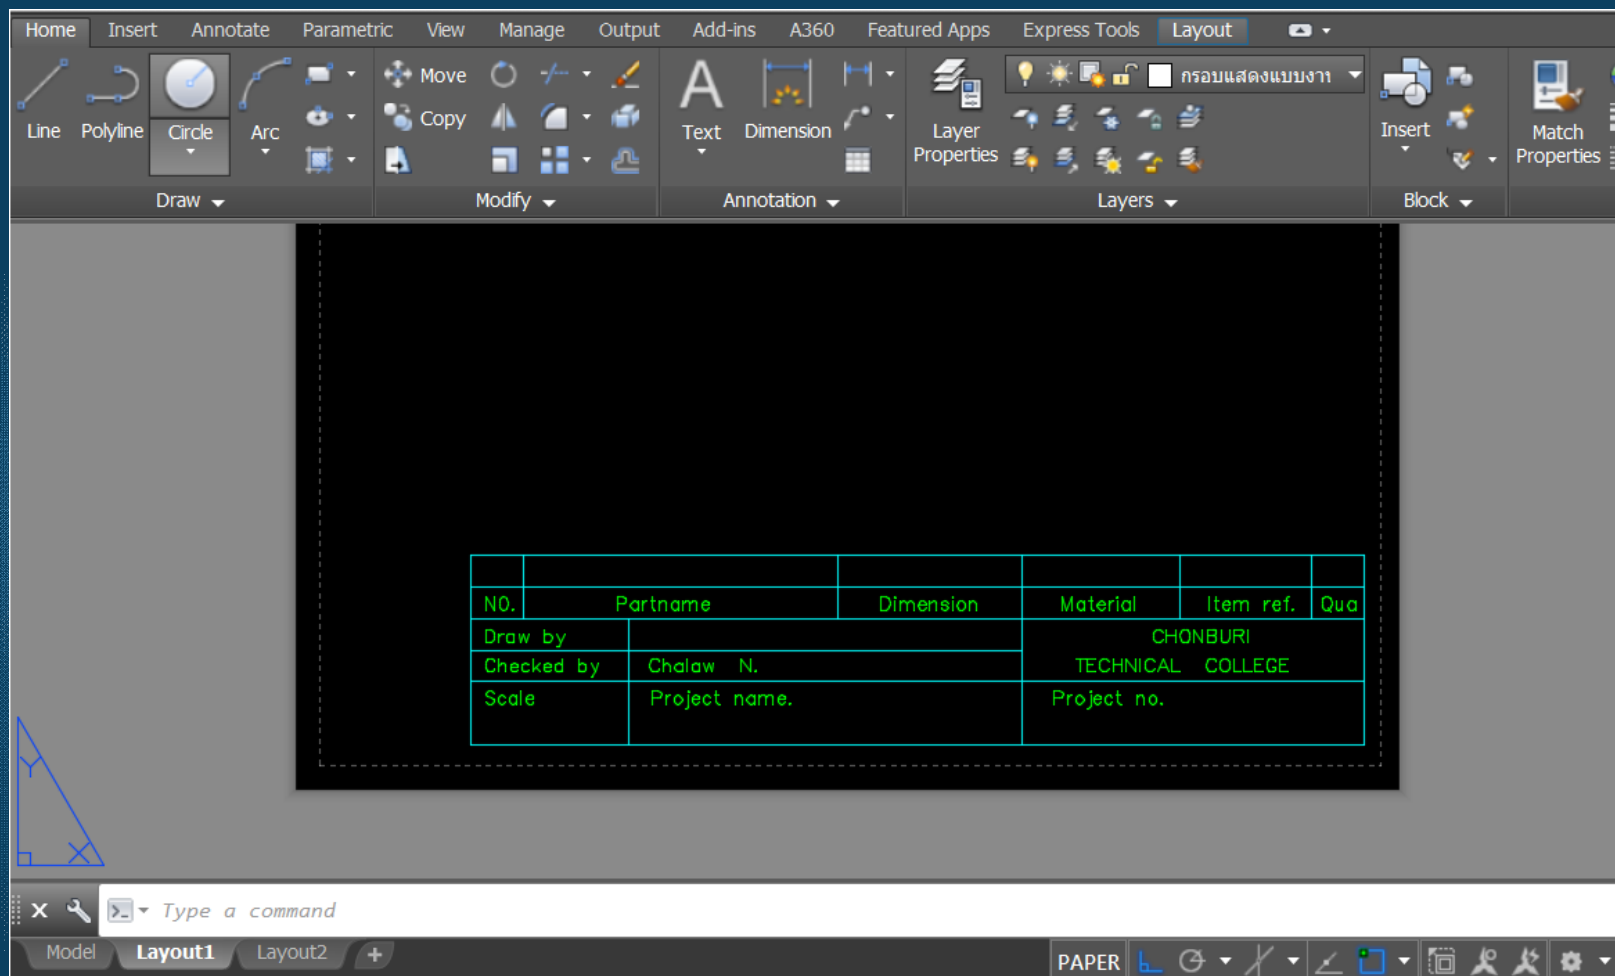 Home Insert Annotate Parametric View Manage Output Add-ins A360 Featured Apps Express Tools Layout
Line Polyline Circle Arc
Move
Copy
Text Dimension
Layer
Properties
กรอบแสดงแบบงาน
Insert
Match
Properties
Draw Modify Annotation Layers Block
NO. Partname Dimension Material Item ref. Qua
Draw by
CHONBURI
Checked by Chalaw N.
TECHNICAL COLLEGE
Scale Project name. Project no.
Y
X
Type a command
Model Layout1 Layout2 +
PAPER